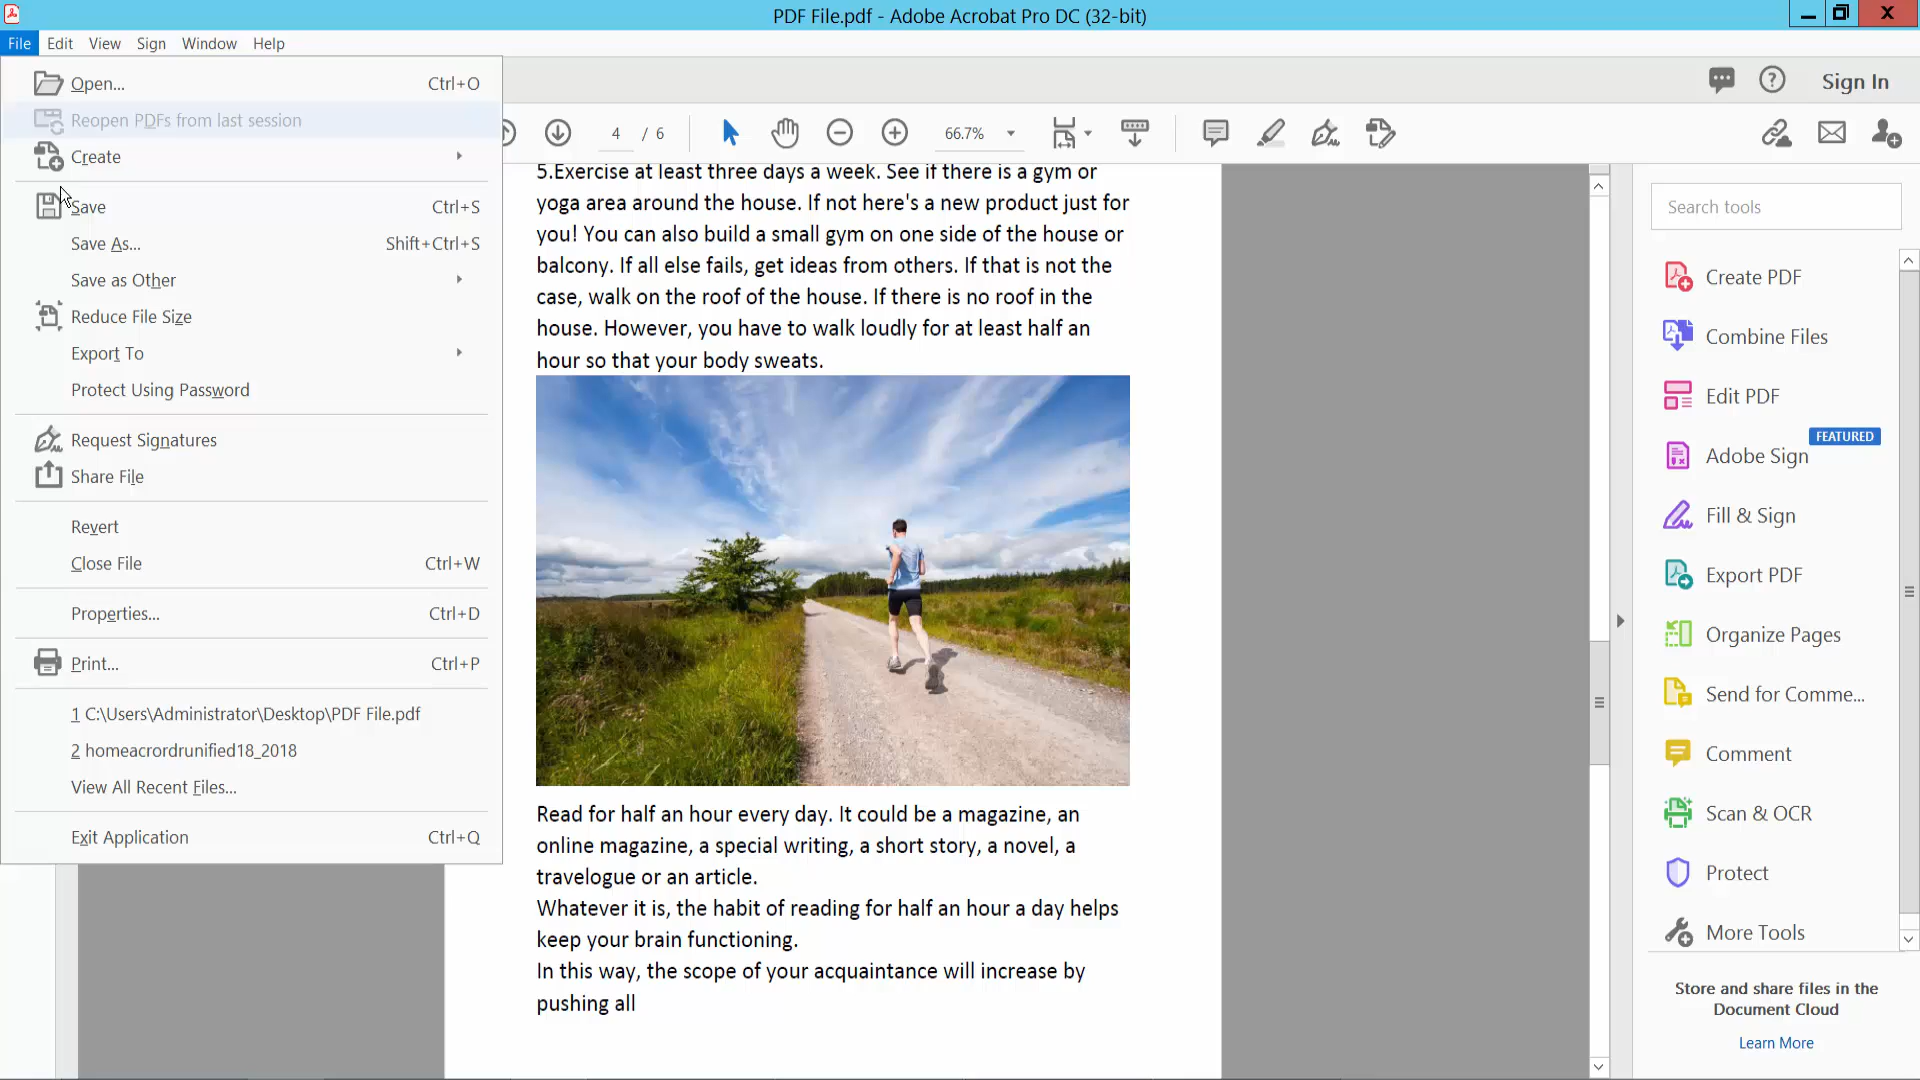 PDF File.pdf - Adobe Acrobat Pro DC (32-bit)
File Edit View Sign Window Help
Open... Ctrl+O
Reopen PDFs from last session
Create
Save Ctrl+S
Save As... Shift+Ctrl+S
Save as Other
Reduce File Size
Export To
Protect Using Password
Request Signatures
Share File
Revert
Close File Ctrl+W
Properties... Ctrl+D
Print... Ctrl+P
1 C:\Users\Administrator\Desktop\PDF File.pdf
2 homeacrordrunified18_2018
View All Recent Files...
Exit Application Ctrl+Q
Sign In
4 / 6 66.7%
5.Exercise at least three days a week. See if there is a gym or
yoga area around the house. If not here's a new product just for
you! You can also build a small gym on one side of the house or
balcony. If all else fails, get ideas from others. If that is not the
case, walk on the roof of the house. If there is no roof in the
house. However, you have to walk loudly for at least half an
hour so that your body sweats.
Read for half an hour every day. It could be a magazine, an
online magazine, a special writing, a short story, a novel, a
travelogue or an article.
Whatever it is, the habit of reading for half an hour a day helps
keep your brain functioning.
In this way, the scope of your acquaintance will increase by
pushing all
Search tools
Create PDF
Combine Files
Edit PDF
FEATURED
Adobe Sign
Fill & Sign
Export PDF
Organize Pages
Send for Comme...
Comment
Scan & OCR
Protect
More Tools
Store and share files in the
Document Cloud
Learn More